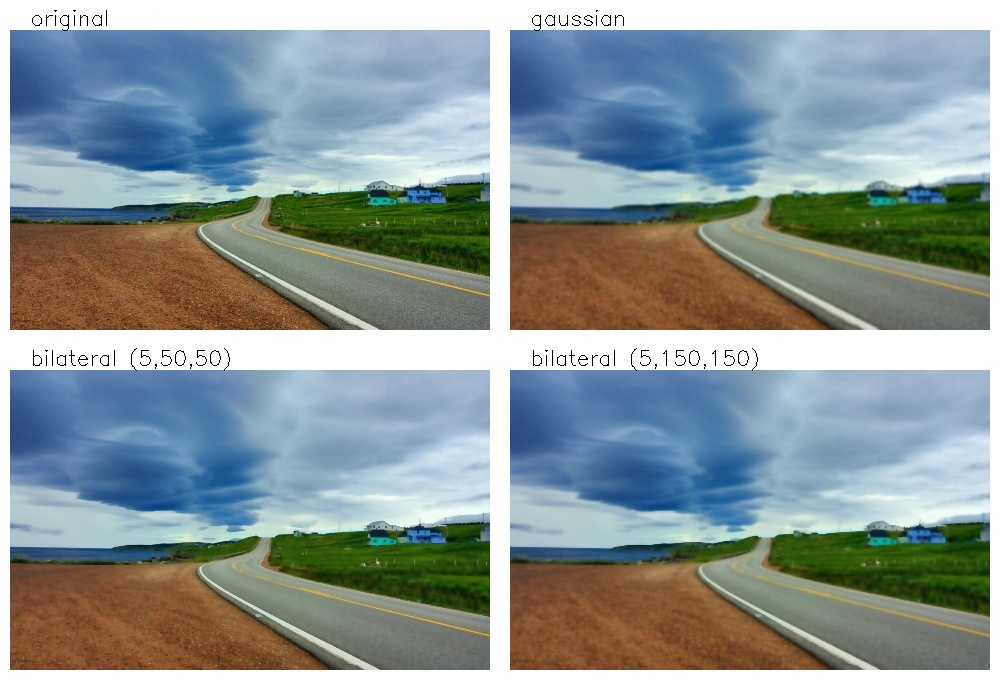 original
gaussian
bilateral (5,50,50)
bilateral (5,150,150)